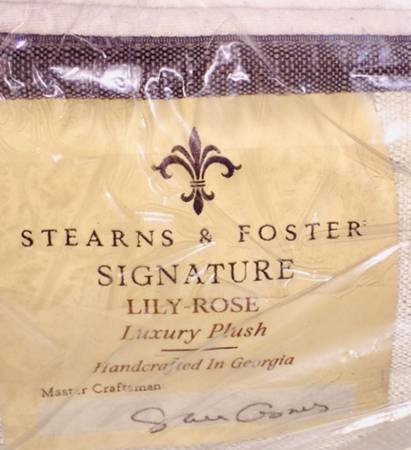 STEARNS & FOSTER
SIGNATURE
LILY-ROSE
Luxury Plush
Handcrafted In Georgia
Master Craftsman